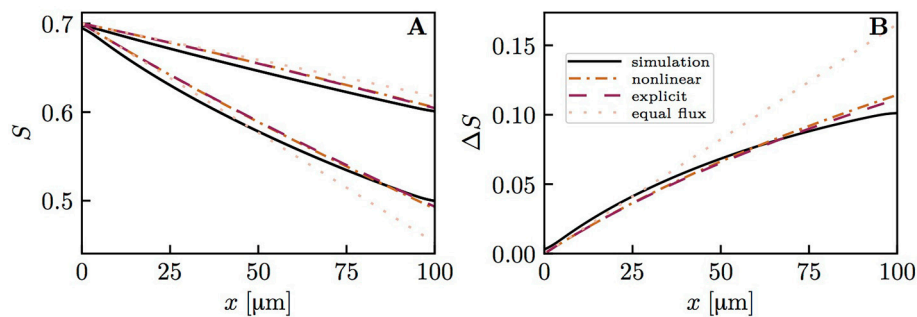 A
0.7
0.6
0.5
S
0
25
50
75
100
x [μm]
B
0.15
0.10
0.05
0.00
ΔS
simulation
nonlinear
explicit
equal flux
0
25
50
75
100
x [μm]